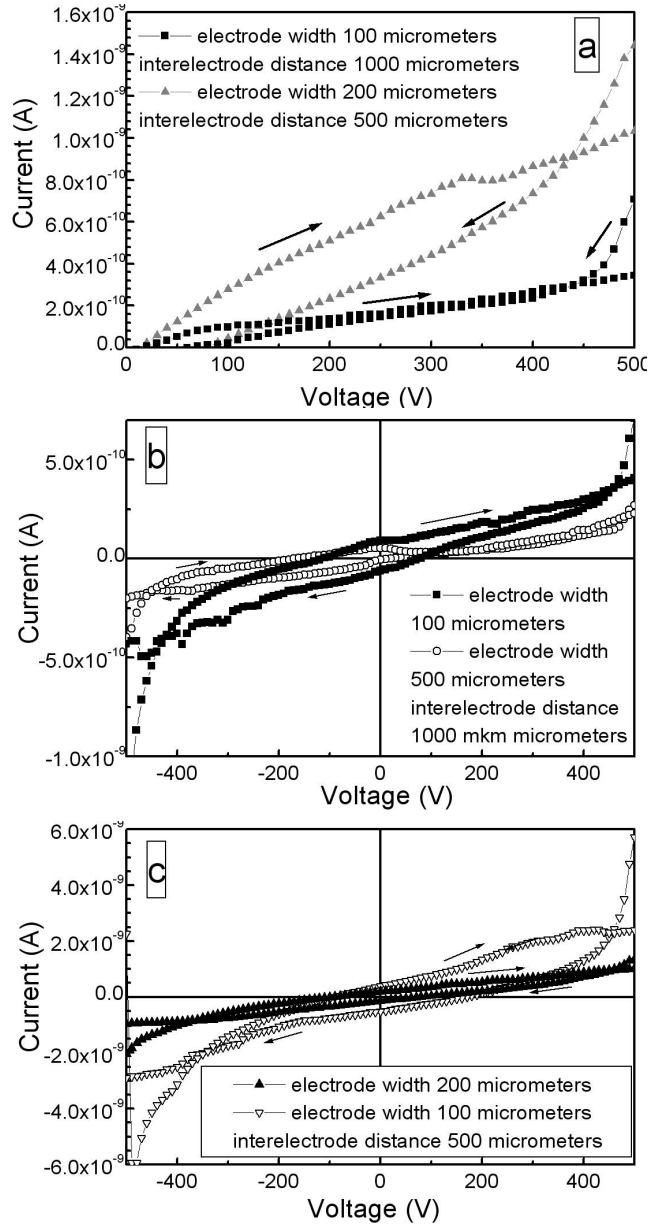 1.6x10⁻⁹
1.4x10⁻⁹
1.2x10⁻⁹
1.0x10⁻⁹
8.0x10⁻¹⁰
6.0x10⁻¹⁰
4.0x10⁻¹⁰
2.0x10⁻¹⁰
0.0
Current (A)
electrode width 100 micrometers
interelectrode distance 1000 micrometers
electrode width 200 micrometers
interelectrode distance 500 micrometers
a
0 100 200 300 400 500
Voltage (V)
b
5.0x10⁻¹⁰
0.0
-5.0x10⁻¹⁰
-1.0x10⁻⁹
Current (A)
electrode width
100 micrometers
electrode width
500 micrometers
interelectrode distance
1000 mkm micrometers
-400 -200 0 200 400
Voltage (V)
6.0x10⁻⁹
4.0x10⁻⁹
2.0x10⁻⁹
0.0
-2.0x10⁻⁹
-4.0x10⁻⁹
-6.0x10⁻⁹
Current (A)
c
electrode width 200 micrometers
electrode width 100 micrometers
interelectrode distance 500 micrometers
-400 -200 0 200 400
Voltage (V)